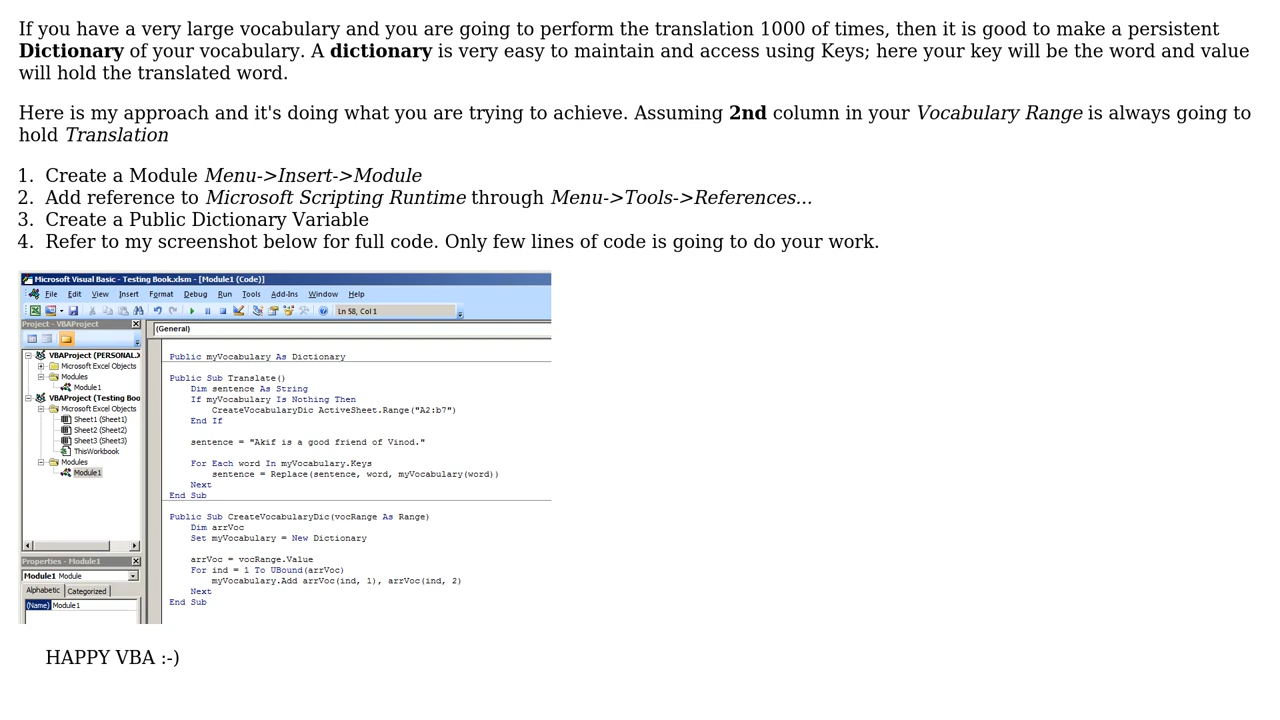 If you have a very large vocabulary and you are going to perform the translation 1000 of times, then it is good to make a persistent
Dictionary of your vocabulary. A dictionary is very easy to maintain and access using Keys; here your key will be the word and value
will hold the translated word.
Here is my approach and it's doing what you are trying to achieve. Assuming 2nd column in your Vocabulary Range is always going to
hold Translation
1. Create a Module Menu->Insert->Module
2. Add reference to Microsoft Scripting Runtime through Menu->Tools->References...
3. Create a Public Dictionary Variable
4. Refer to my screenshot below for full code. Only few lines of code is going to do your work.
Microsoft Visual Basic - Testing Book.xlsm - [Module1 (Code)]
File Edit View Insert Format Debug Run Tools Add-Ins Window Help
Ln 58, Col 1
Project - VBAProject
VBAProject (PERSONAL.X
Microsoft Excel Objects
Modules
Module1
VBAProject (Testing Boo
Microsoft Excel Objects
Sheet1 (Sheet1)
Sheet2 (Sheet2)
Sheet3 (Sheet3)
ThisWorkbook
Modules
Module1
Properties - Module1
Module1 Module
Alphabetic Categorized
(Name) Module1
(General)
Public myVocabulary As Dictionary
Public Sub Translate()
Dim sentence As String
If myVocabulary Is Nothing Then
CreateVocabularyDic ActiveSheet.Range("A2:b7")
End If
sentence = "Akif is a good friend of Vinod."
For Each word In myVocabulary.Keys
sentence = Replace(sentence, word, myVocabulary(word))
Next
End Sub
Public Sub CreateVocabularyDic(vocRange As Range)
Dim arrVoc
Set myVocabulary = New Dictionary
arrVoc = vocRange.Value
For ind = 1 To UBound(arrVoc)
myVocabulary.Add arrVoc(ind, 1), arrVoc(ind, 2)
Next
End Sub
HAPPY VBA :-)